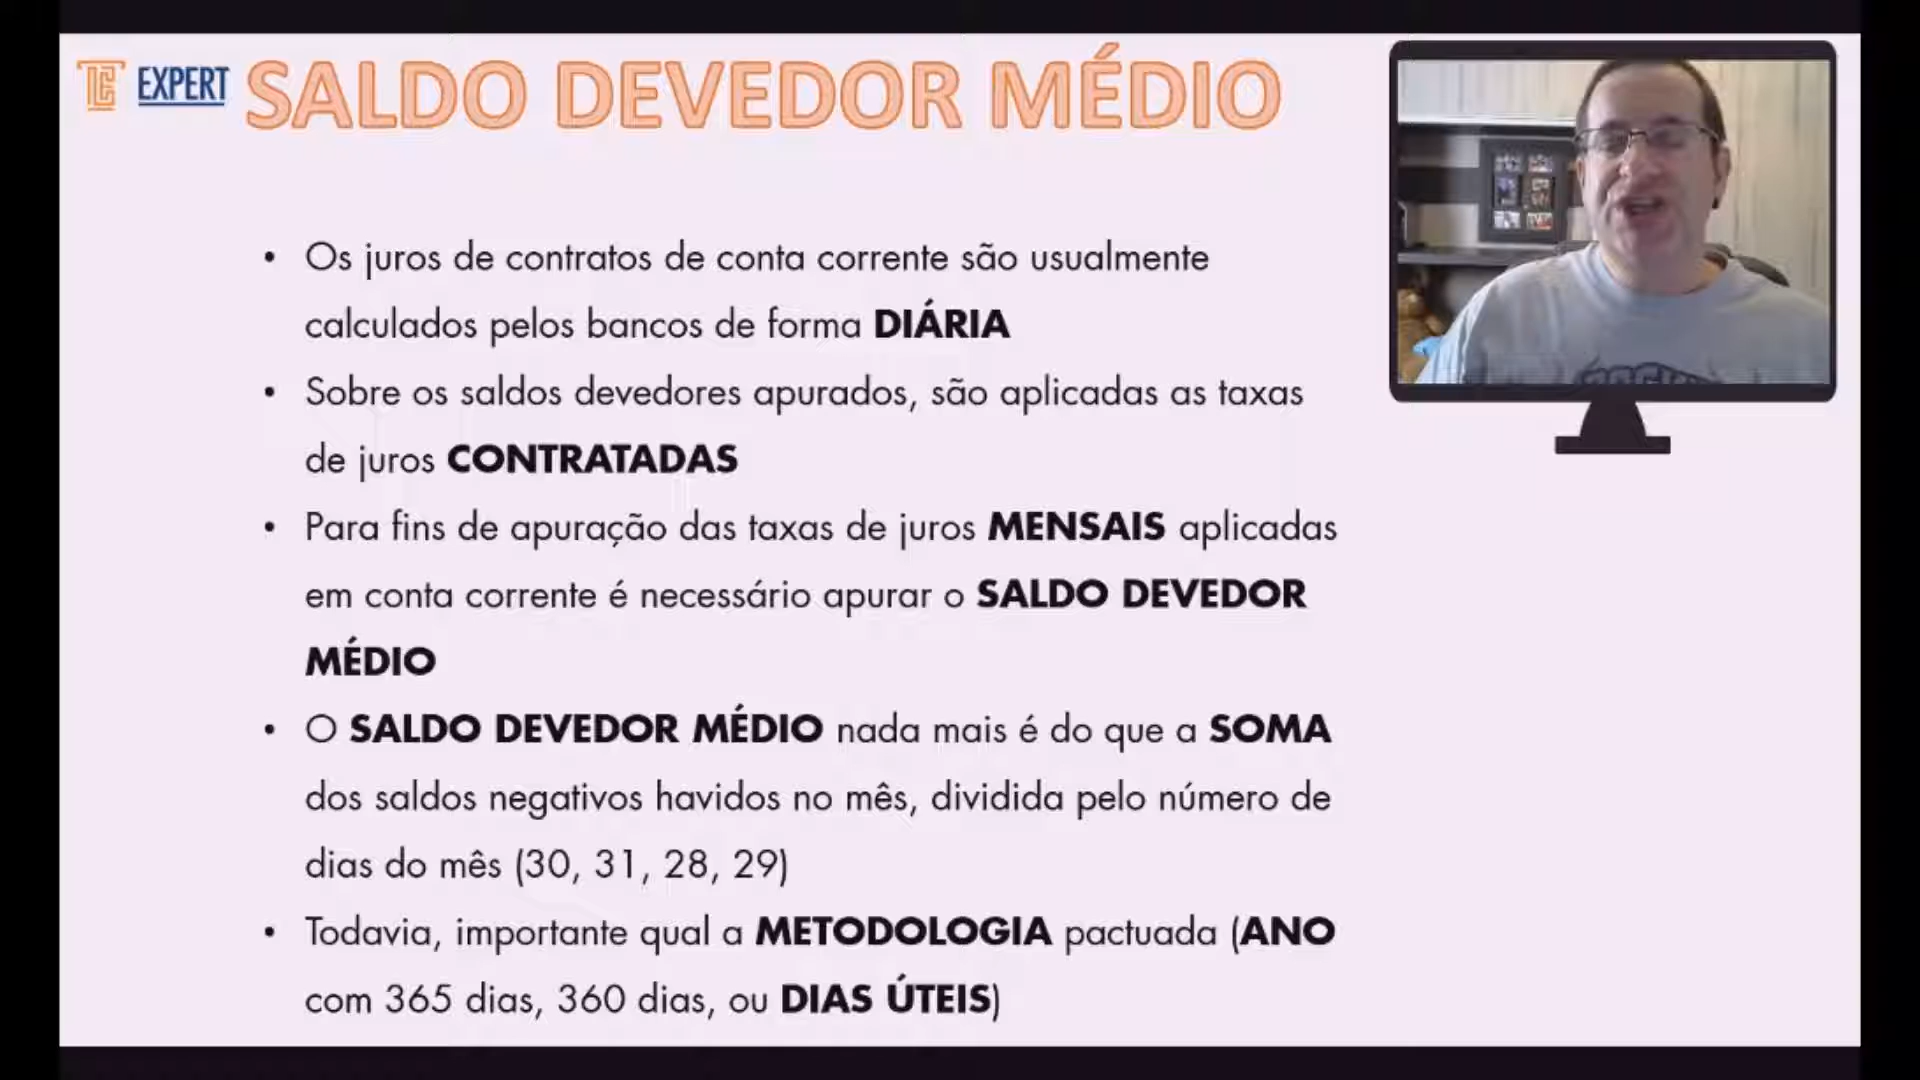 EXPERT
SALDO DEVEDOR MÉDIO
• Os juros de contratos de conta corrente são usualmente
calculados pelos bancos de forma DIÁRIA
• Sobre os saldos devedores apurados, são aplicadas as taxas
de juros CONTRATADAS
• Para fins de apuração das taxas de juros MENSAIS aplicadas
em conta corrente é necessário apurar o SALDO DEVEDOR
MÉDIO
• O SALDO DEVEDOR MÉDIO nada mais é do que a SOMA
dos saldos negativos havidos no mês, dividida pelo número de
dias do mês (30, 31, 28, 29)
• Todavia, importante qual a METODOLOGIA pactuada (ANO
com 365 dias, 360 dias, ou DIAS ÚTEIS)